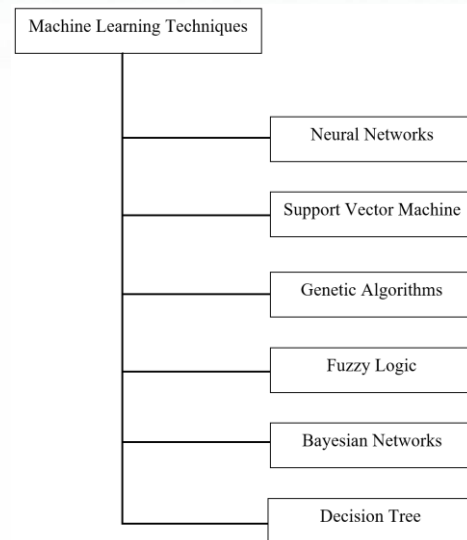 Machine Learning Techniques
Neural Networks
Support Vector Machine
Genetic Algorithms
Fuzzy Logic
Bayesian Networks
Decision Tree